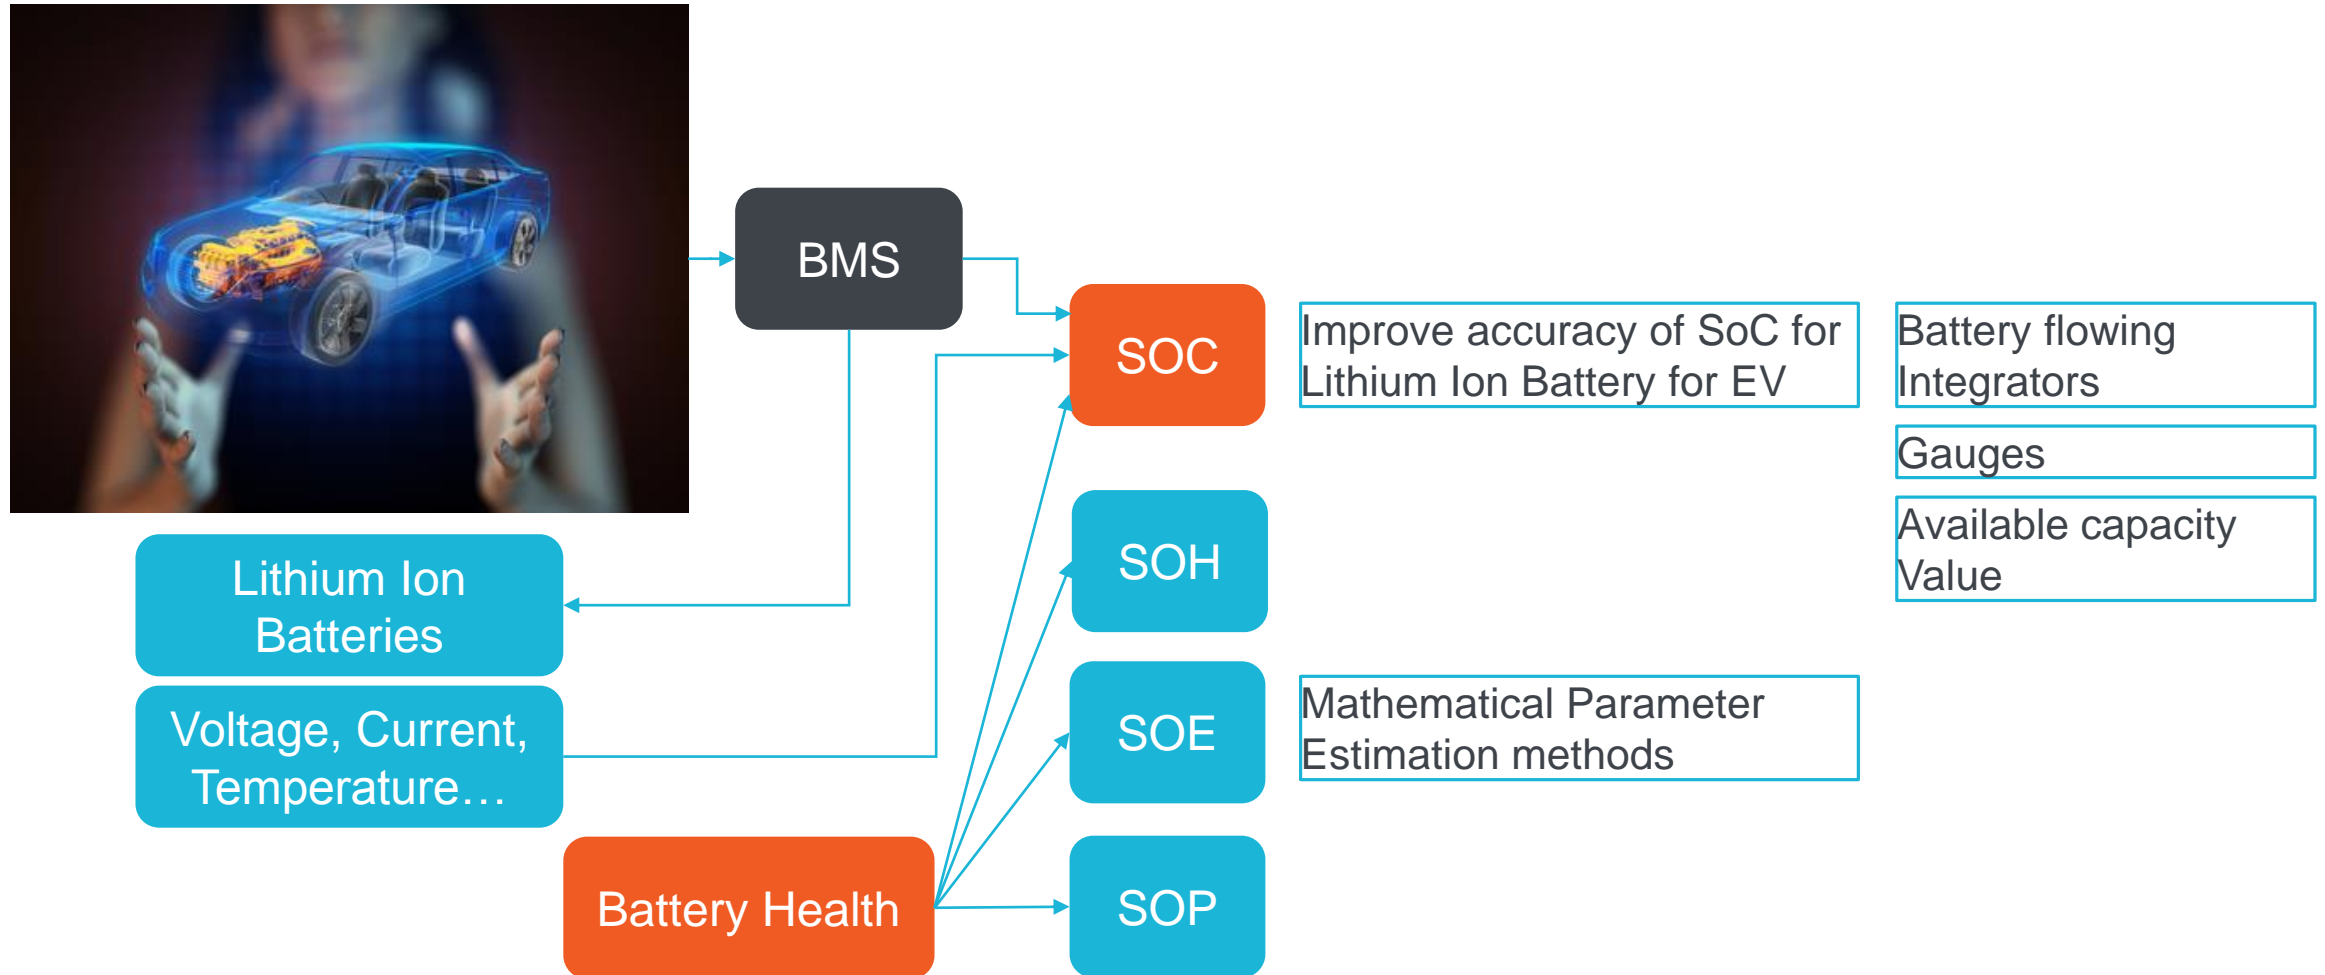 BMS
SOC
Improve accuracy of SoC for
Lithium Ion Battery for EV
Battery flowing
Integrators
Gauges
Available capacity
Value
SOH
Lithium Ion
Batteries
Voltage, Current,
Temperature…
SOE
Mathematical Parameter
Estimation methods
Battery Health
SOP